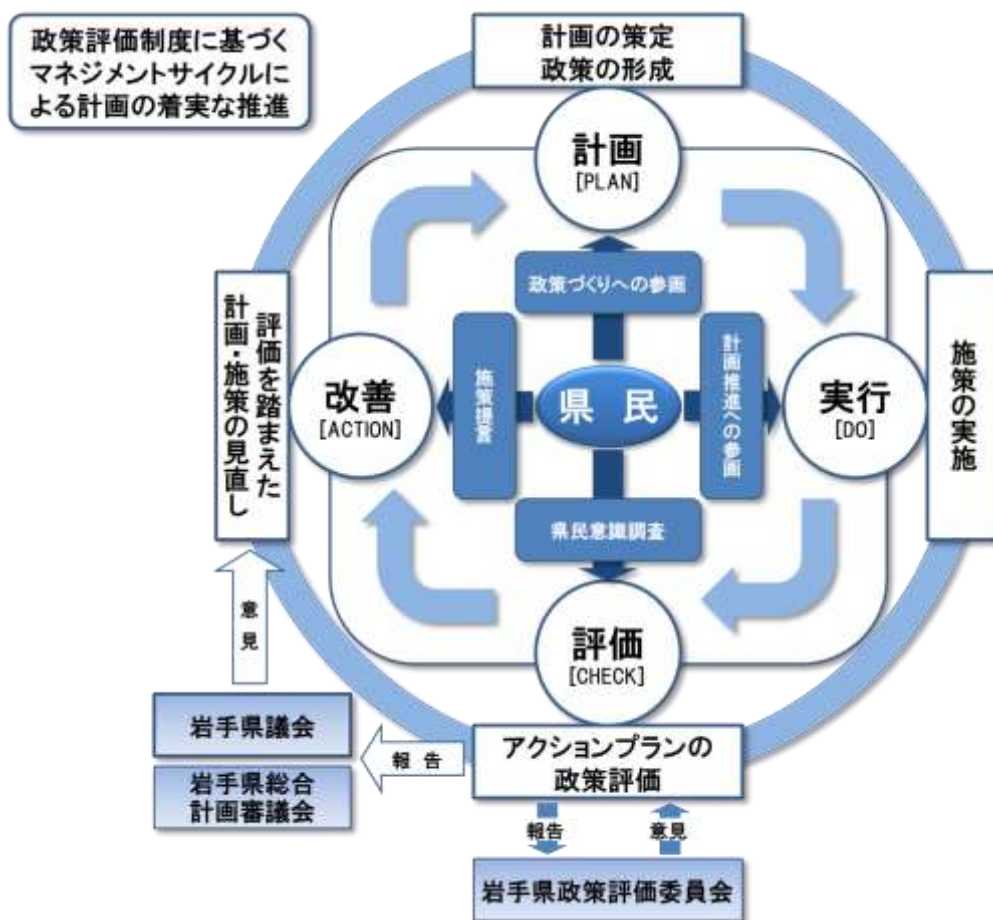 政策評価制度に基づく
マネジメントサイクルに
よる計画の着実な推進
計画の策定
政策の形成
計画
[PLAN]
政策づくりへの参画
評価を踏まえた
計画・施策の見直し
改善
[ACTION]
施策提言
県 民
計画推進への参画
実行
[DO]
施策の実施
県民意識調査
評価
[CHECK]
意見
岩手県議会
岩手県総合
計画審議会
報 告
アクションプランの
政策評価
報告
意見
岩手県政策評価委員会